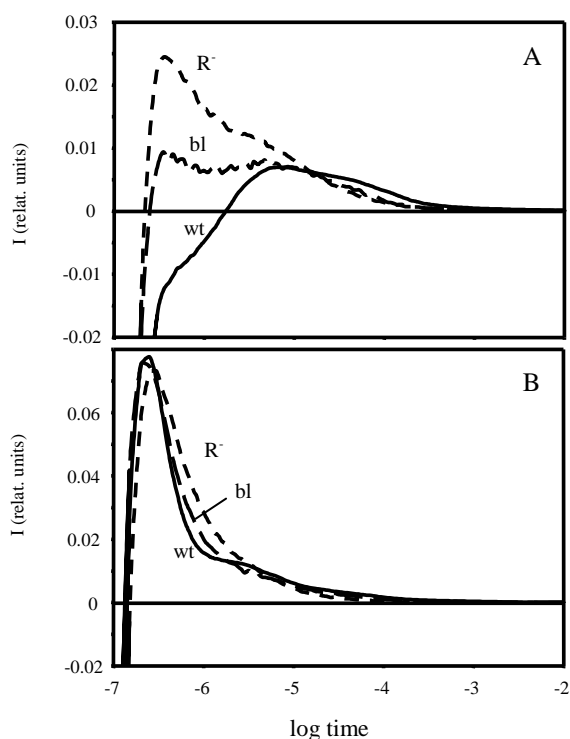 0.03
A
R-
0.02
I (relat. units)
0.01
bl
0
wt
-0.01
-0.02
B
0.06
I (relat. units)
R-
0.04
bl
0.02
wt
0
-0.02
-7
-6
-5
-4
-3
-2
log time